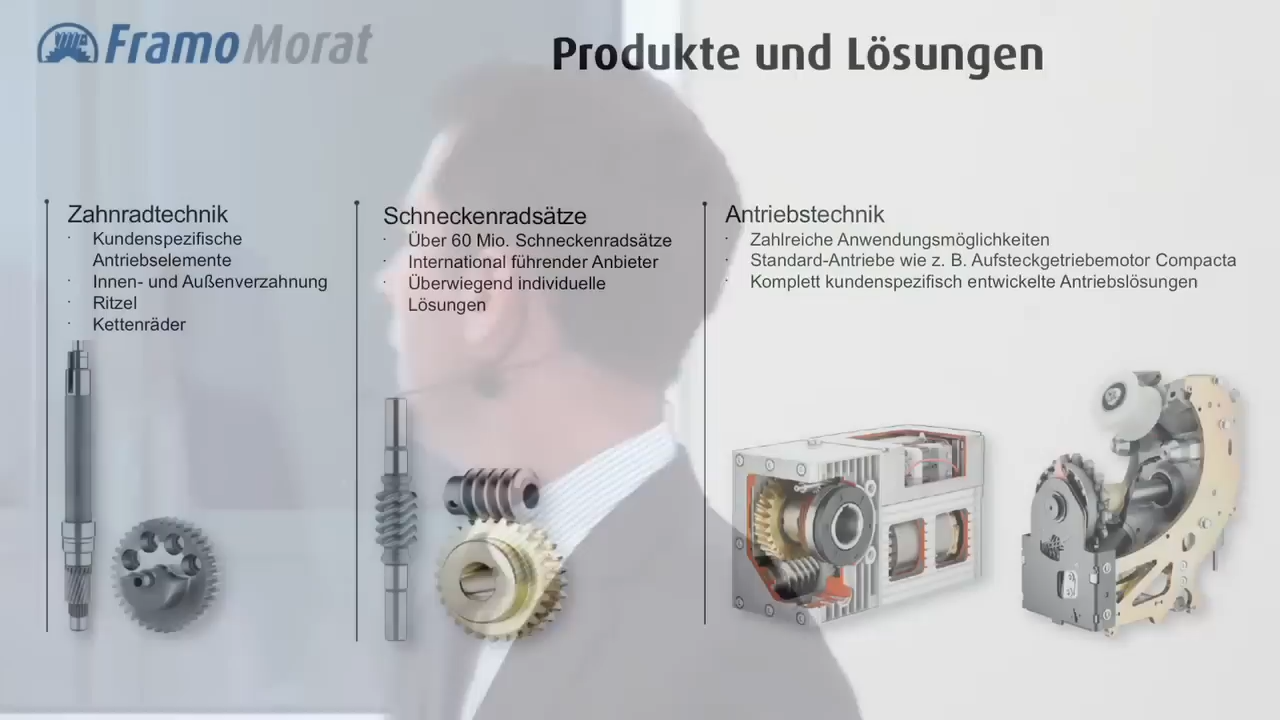 FramoMorat
Produkte und Lösungen
Zahnradtechnik
· Kundenspezifische
Antriebselemente
· Innen- und Außenverzahnung
· Ritzel
· Kettenräder
Schneckenradsätze
· Über 60 Mio. Schneckenradsätze
· International führender Anbieter
· Überwiegend individuelle
Lösungen
Antriebstechnik
· Zahlreiche Anwendungsmöglichkeiten
· Standard-Antriebe wie z. B. Aufsteckgetriebemotor Compacta
· Komplett kundenspezifisch entwickelte Antriebslösungen